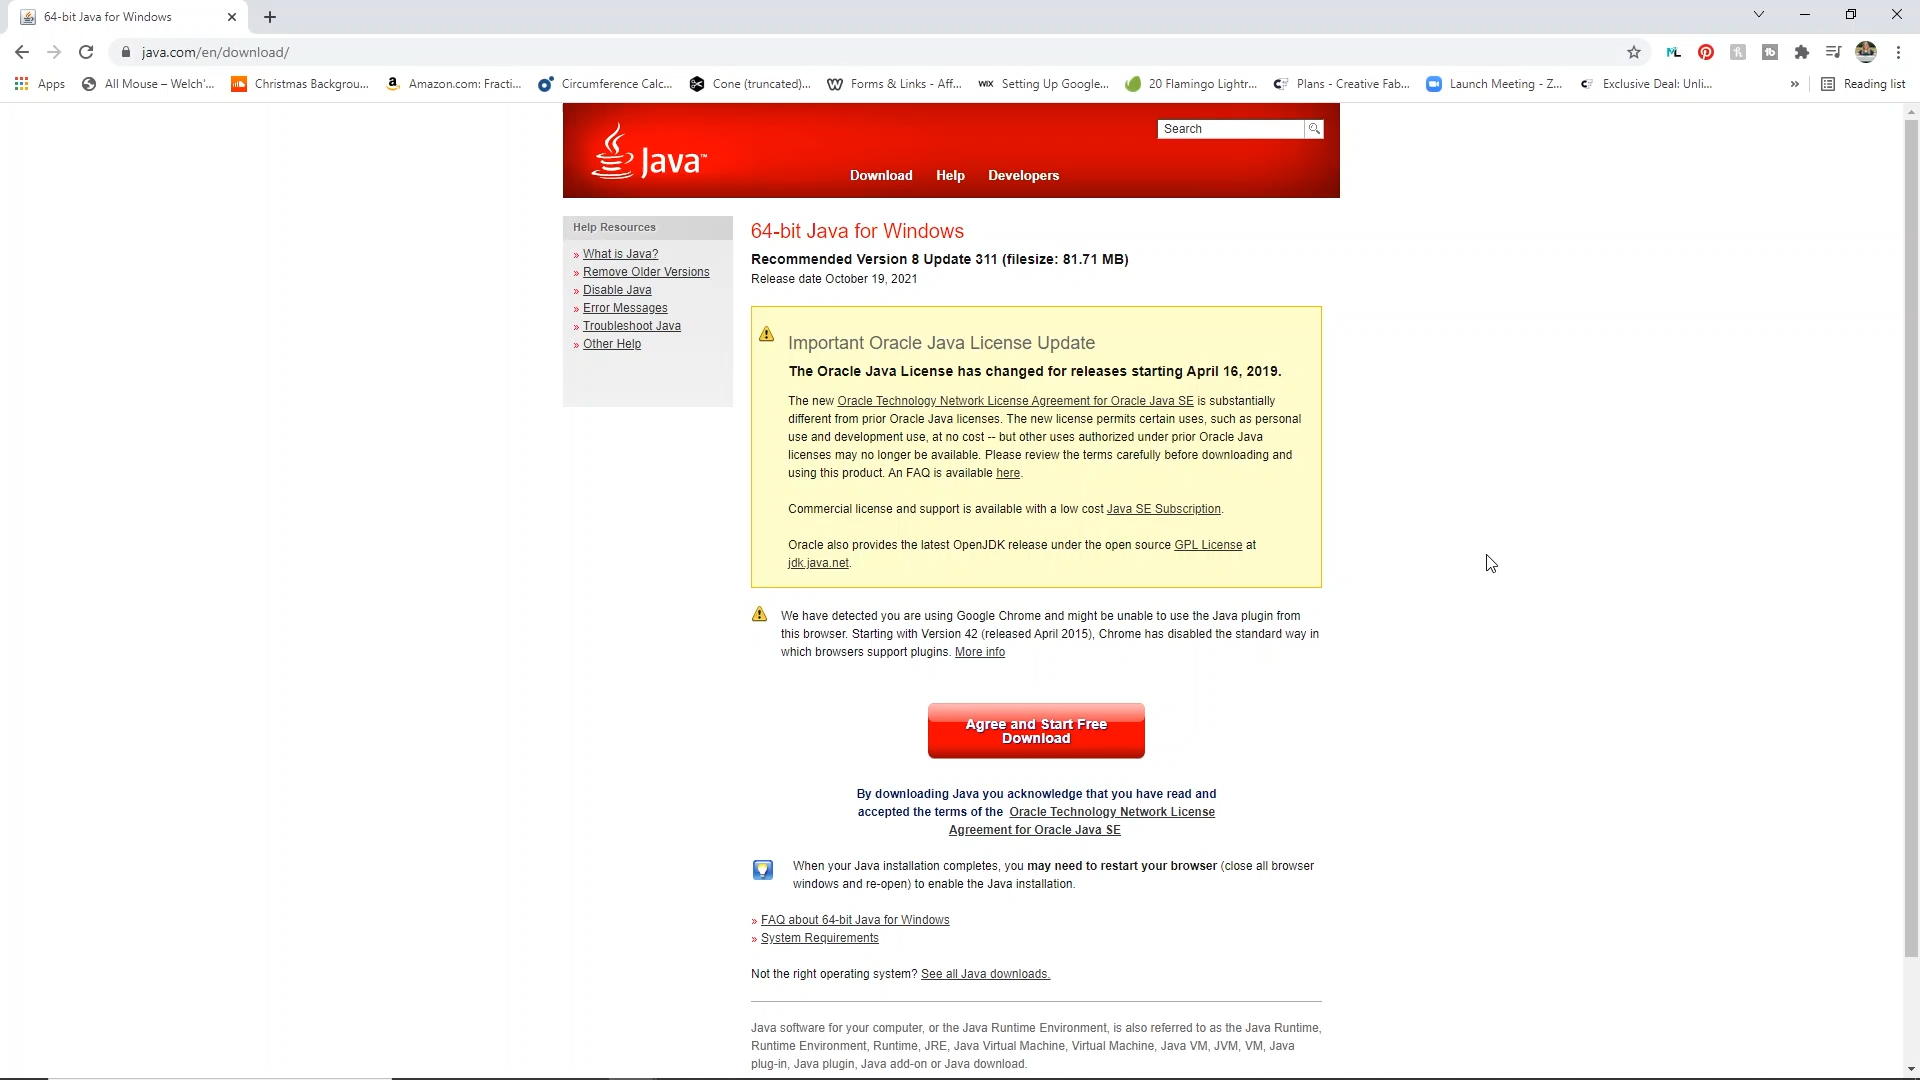 64-bit Java for Windows
java.com/en/download/
Apps
All Mouse – Welch'...
Christmas Backgrou...
Amazon.com: Fracti...
Circumference Calc...
Cone (truncated)...
Forms & Links - Aff...
Setting Up Google...
20 Flamingo Lightr...
Plans - Creative Fab...
Launch Meeting - Z...
Exclusive Deal: Unli...
»
Reading list
Java™
Search
Download Help Developers
Help Resources
» What is Java?
» Remove Older Versions
» Disable Java
» Error Messages
» Troubleshoot Java
» Other Help
64-bit Java for Windows
Recommended Version 8 Update 311 (filesize: 81.71 MB)
Release date October 19, 2021
Important Oracle Java License Update
The Oracle Java License has changed for releases starting April 16, 2019.
The new Oracle Technology Network License Agreement for Oracle Java SE is substantially
different from prior Oracle Java licenses. The new license permits certain uses, such as personal
use and development use, at no cost -- but other uses authorized under prior Oracle Java
licenses may no longer be available. Please review the terms carefully before downloading and
using this product. An FAQ is available here.
Commercial license and support is available with a low cost Java SE Subscription.
Oracle also provides the latest OpenJDK release under the open source GPL License at
jdk.java.net.
We have detected you are using Google Chrome and might be unable to use the Java plugin from
this browser. Starting with Version 42 (released April 2015), Chrome has disabled the standard way in
which browsers support plugins. More info
Agree and Start Free
Download
By downloading Java you acknowledge that you have read and
accepted the terms of the Oracle Technology Network License
Agreement for Oracle Java SE
When your Java installation completes, you may need to restart your browser (close all browser
windows and re-open) to enable the Java installation.
» FAQ about 64-bit Java for Windows
» System Requirements
Not the right operating system? See all Java downloads.
Java software for your computer, or the Java Runtime Environment, is also referred to as the Java Runtime,
Runtime Environment, Runtime, JRE, Java Virtual Machine, Virtual Machine, Java VM, JVM, VM, Java
plug-in, Java plugin, Java add-on or Java download.